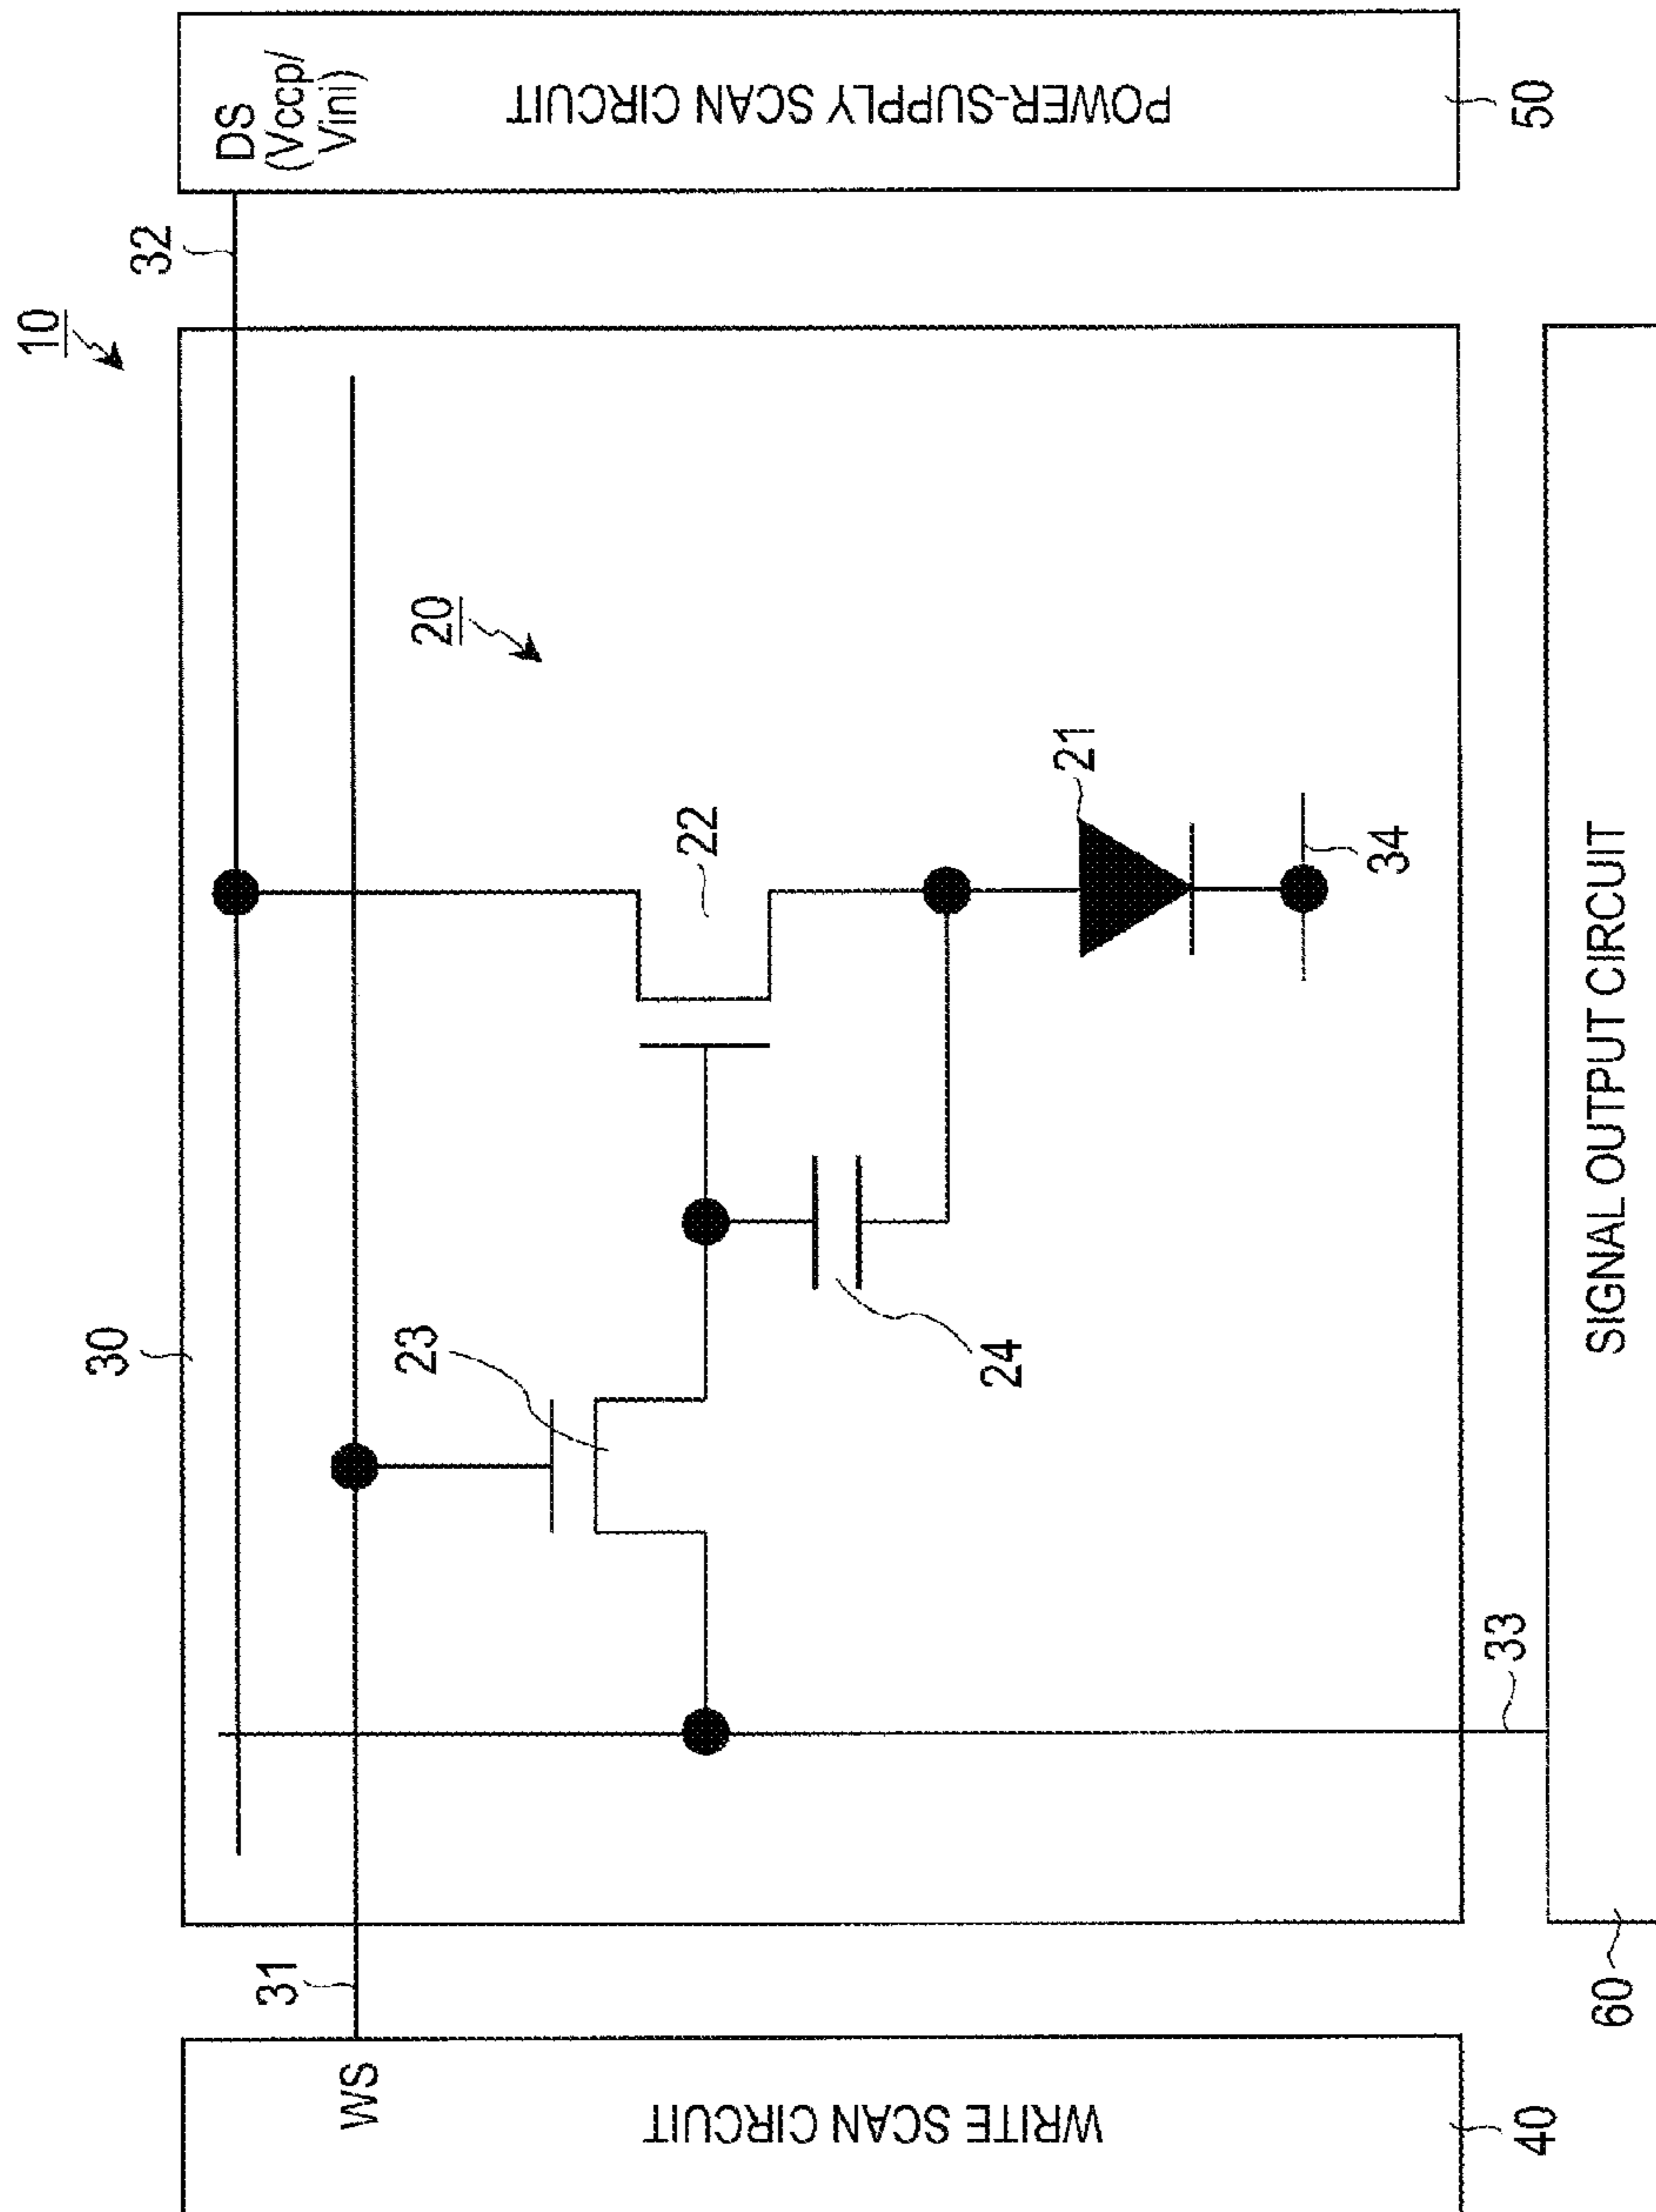 10
30
31
32
WS
DS
(Vccp/
Vini)
20
23
22
24
21
34
33
WRITE SCAN CIRCUIT
POWER-SUPPLY SCAN CIRCUIT
40
50
60
SIGNAL OUTPUT CIRCUIT